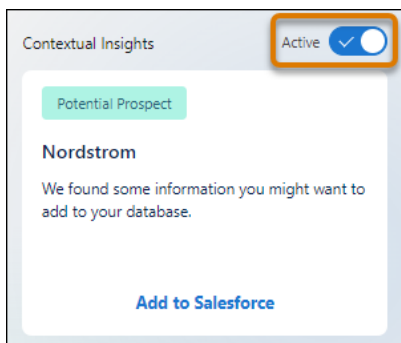 Contextual Insights Active
Potential Prospect
Nordstrom
We found some information you might want to
add to your database.
Add to Salesforce